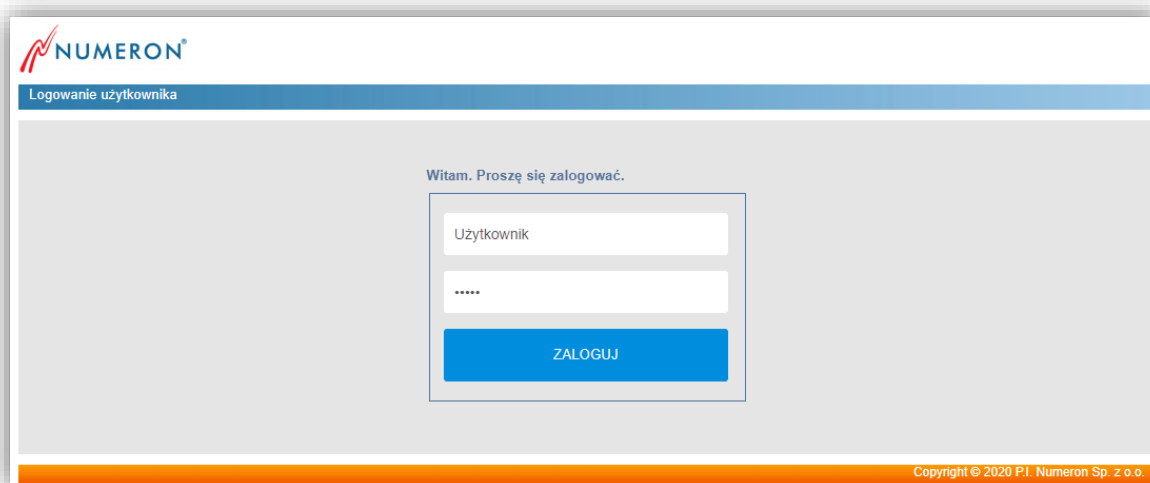 NUMERON®
Logowanie użytkownika
Witam. Proszę się zalogować.
Użytkownik
•••••
ZALOGUJ
Copyright © 2020 P.I. Numeron Sp. z o.o.